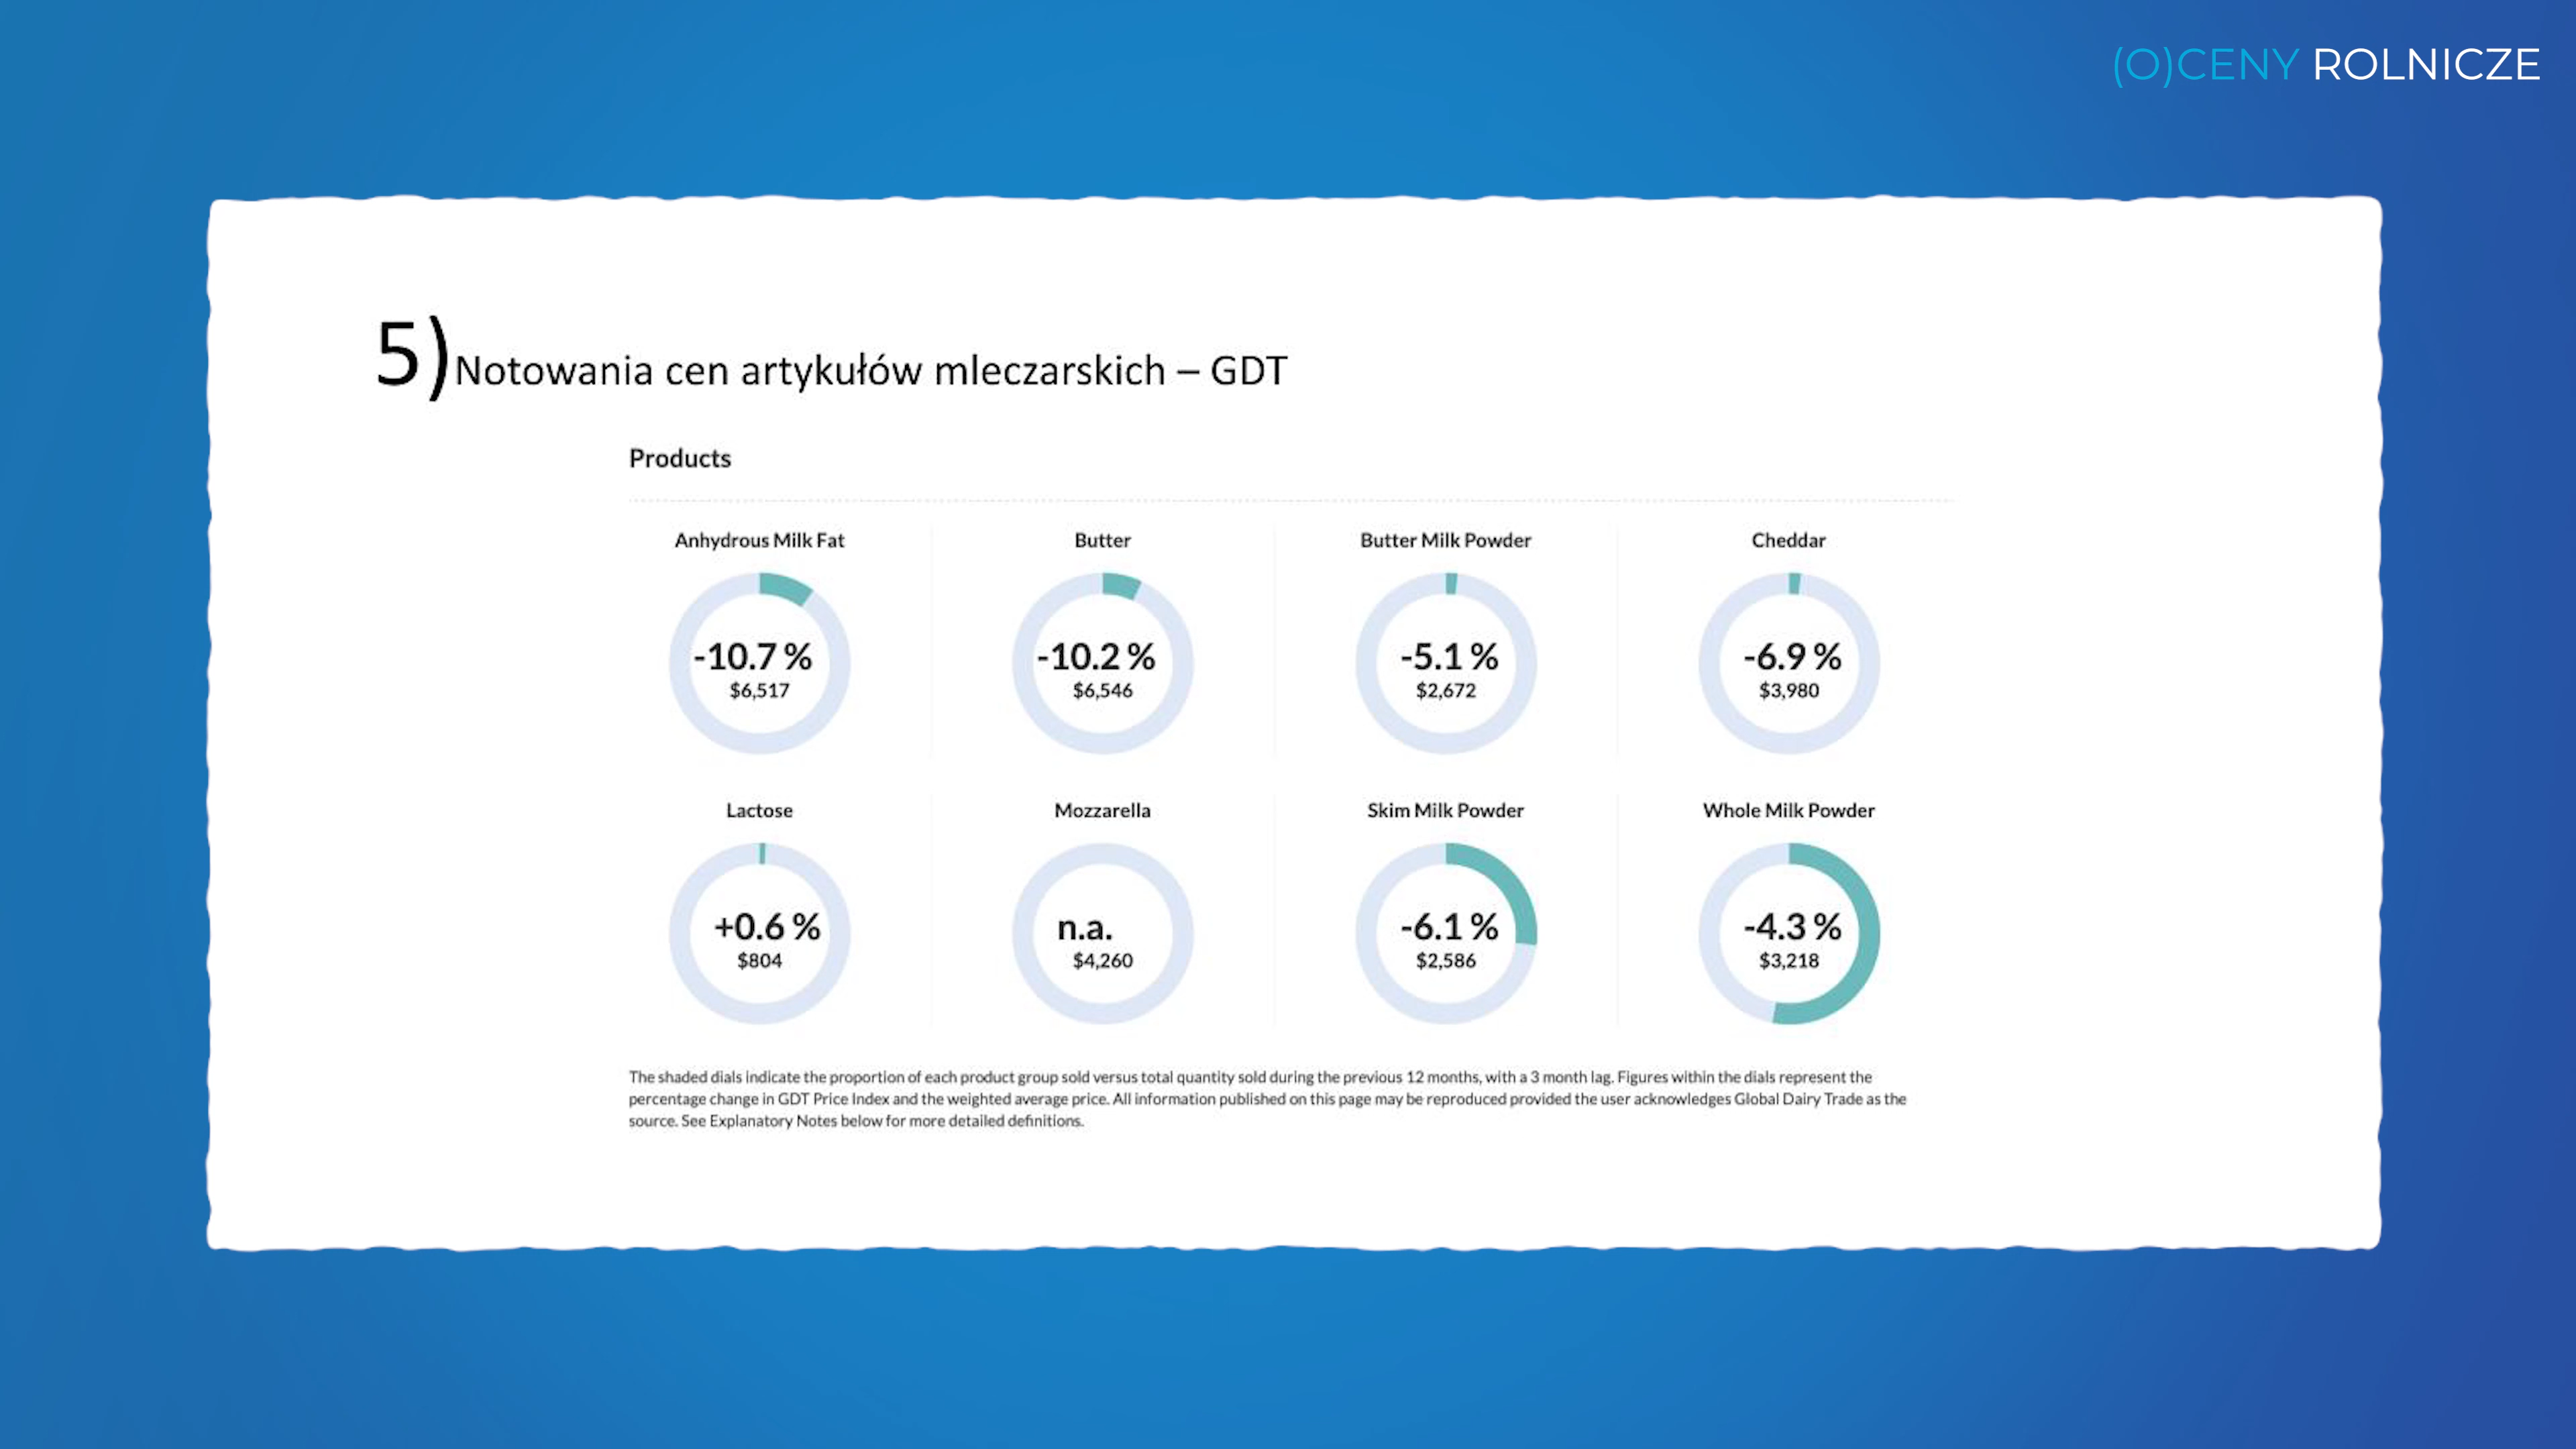 (O)CENY ROLNICZE
5) Notowania cen artykułów mleczarskich – GDT
Products
Anhydrous Milk Fat
-10.7 %
$6,517
Butter
-10.2 %
$6,546
Butter Milk Powder
-5.1 %
$2,672
Cheddar
-6.9 %
$3,980
Lactose
+0.6 %
$804
Mozzarella
n.a.
$4,260
Skim Milk Powder
-6.1 %
$2,586
Whole Milk Powder
-4.3 %
$3,218
The shaded dials indicate the proportion of each product group sold versus total quantity sold during the previous 12 months, with a 3 month lag. Figures within the dials represent the
percentage change in GDT Price Index and the weighted average price. All information published on this page may be reproduced provided the user acknowledges Global Dairy Trade as the
source. See Explanatory Notes below for more detailed definitions.